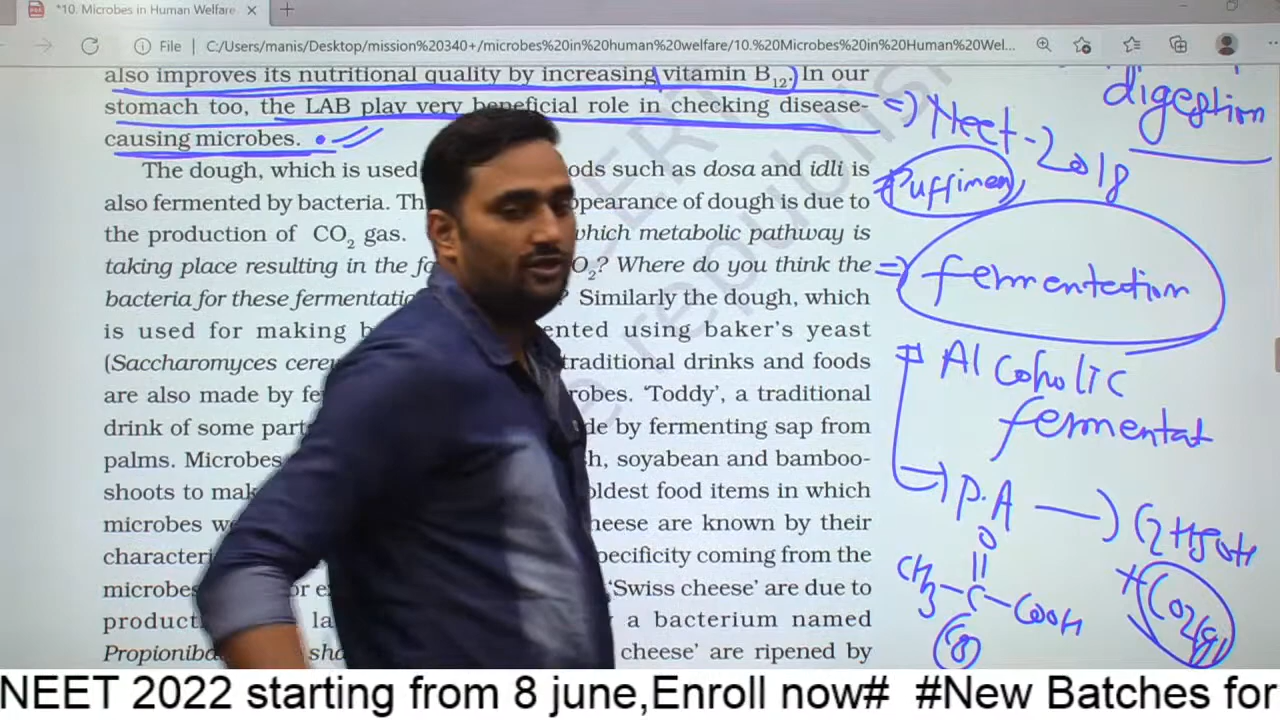 *10. Microbes in Human Welfare
File
C:/Users/manis/Desktop/mission%20340+/microbes%20in%20human%20welfare/10.%20Microbes%20in%20Human%20Wel...
also improves its nutritional quality by increasing vitamin B12. In our
stomach too, the LAB play very beneficial role in checking disease-
causing microbes.
The dough, which is used ods such as dosa and idli is
also fermented by bacteria. Th ppearance of dough is due to
the production of CO2 gas. which metabolic pathway is
taking place resulting in the fo O2? Where do you think the
bacteria for these fermentatio ? Similarly the dough, which
is used for making b ented using baker's yeast
(Saccharomyces cere traditional drinks and foods
are also made by fe robes. 'Toddy', a traditional
drink of some part de by fermenting sap from
palms. Microbes h, soyabean and bamboo-
shoots to mak oldest food items in which
microbes we heese are known by their
characteri pecificity coming from the
microbes or e 'Swiss cheese' are due to
product la a bacterium named
Propioniba sha cheese' are ripened by
digestion
=) Neet-2018
Puffiness
=> fermentation
Alcoholic
fermentat
P.A → C2H5OH
+ CO2(g)
O
CH3 - C - COOH
NEET 2022 starting from 8 june,Enroll now# #New Batches for